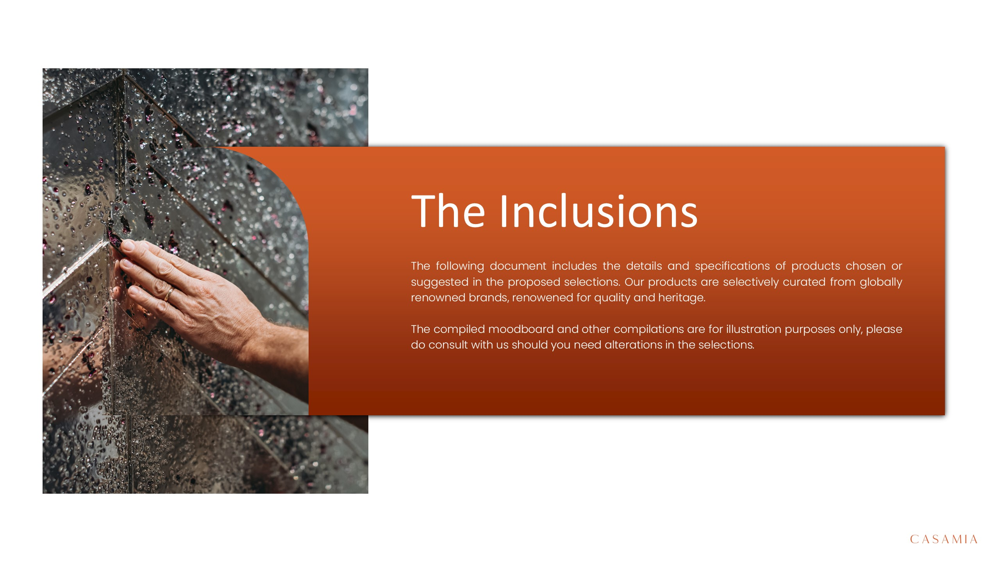 The Inclusions
The following document includes the details and specifications of products chosen or
suggested in the proposed selections. Our products are selectively curated from globally
renowned brands, renowened for quality and heritage.
The compiled moodboard and other compilations are for illustration purposes only, please
do consult with us should you need alterations in the selections.
CASAMIA